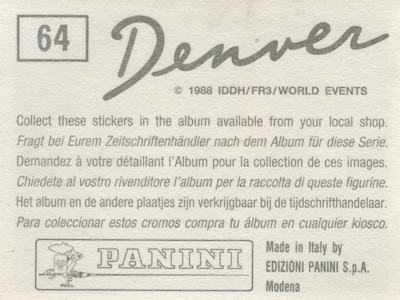 64
Denver
© 1988 IDDH/FR3/WORLD EVENTS
Collect these stickers in the album available from your local shop.
Fragt bei Eurem Zeitschriftenhändler nach dem Album für diese Serie.
Demandez à votre détaillant l'Album pour la collection de ces images.
Chiedete al vostro rivenditore l'album per la raccolta di queste figurine.
Het album en de andere plaatjes zijn verkrijgbaar bij de tijdschrifthandelaar.
Para coleccionar estos cromos compra tu álbum en cualquier kiosco.
PANINI
Made in Italy by
EDIZIONI PANINI S.p.A.
Modena